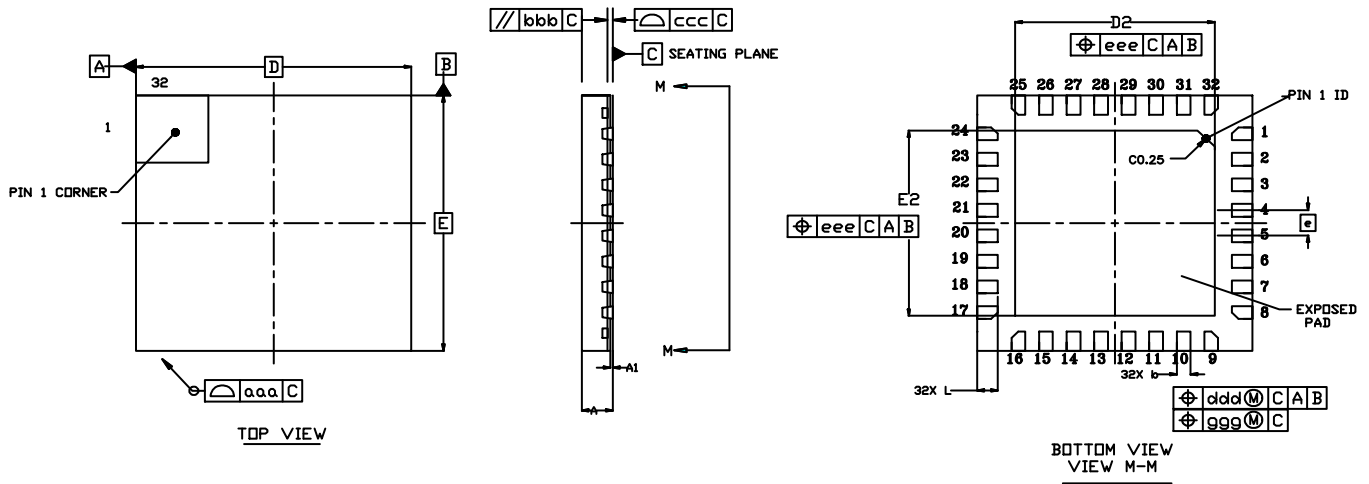 // bbb C
⌓ ccc C
C SEATING PLANE
A
D
B
32
1
PIN 1 CORNER
E
⌓ aaa C
TOP VIEW
M
M
A1
A
D2
⌖ eee C A B
25 26 27 28 29 30 31 32
PIN 1 ID
C0.25
24
23
22
21
20
19
18
17
1
2
3
4
5
6
7
8
E2
⌖ eee C A B
e
EXPOSED
PAD
16 15 14 13 12 11 10 9
32X L
32X b
⌖ ddd Ⓜ C A B
⌖ ggg Ⓜ C
BOTTOM VIEW
VIEW M-M